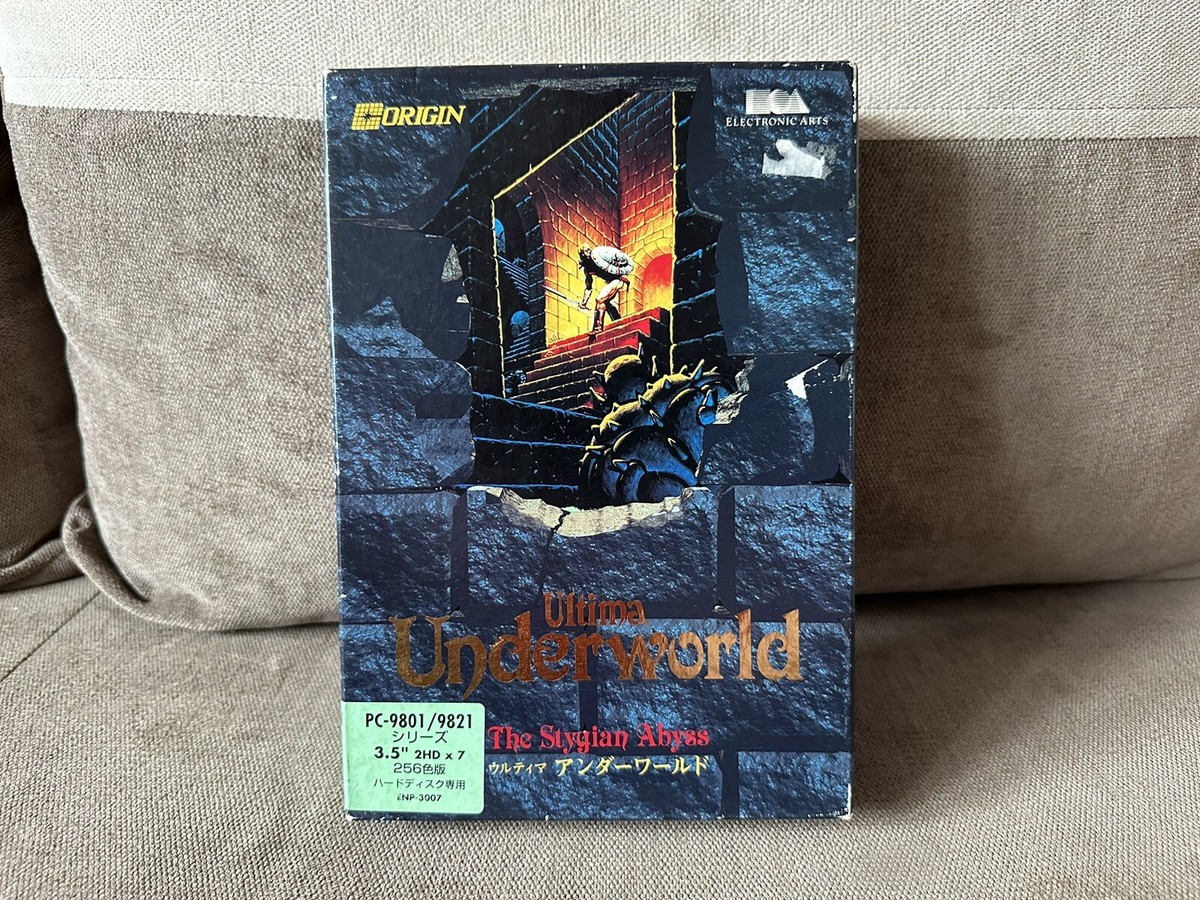 ORIGIN
ELECTRONIC ARTS
Ultima
Underworld
The Stygian Abyss
ウルティマ アンダーワールド
PC-9801/9821
シリーズ
3.5" 2HD x 7
256色版
ハードディスク専用
ENP-3007